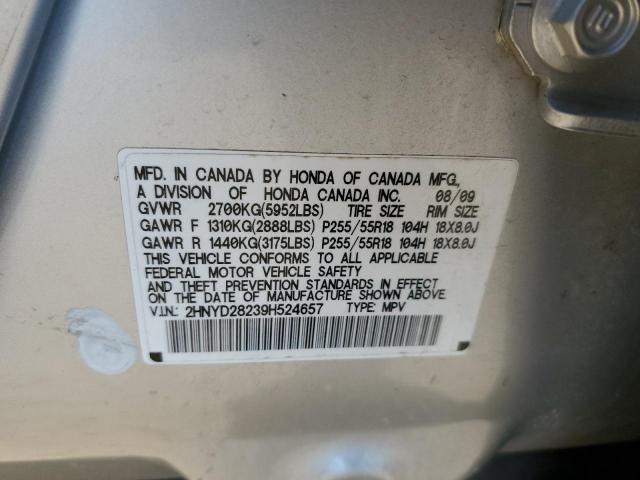 MFD. IN CANADA BY HONDA OF CANADA MFG.,
A DIVISION OF HONDA CANADA INC. 08/09
GVWR 2700KG(5952LBS) TIRE SIZE RIM SIZE
GAWR F 1310KG(2888LBS) P255/55R18 104H 18X8.0J
GAWR R 1440KG(3175LBS) P255/55R18 104H 18X8.0J
THIS VEHICLE CONFORMS TO ALL APPLICABLE
FEDERAL MOTOR VEHICLE SAFETY
AND THEFT PREVENTION STANDARDS IN EFFECT
ON THE DATE OF MANUFACTURE SHOWN ABOVE.
V.I.N.: 2HNYD28239H524657 TYPE: MPV